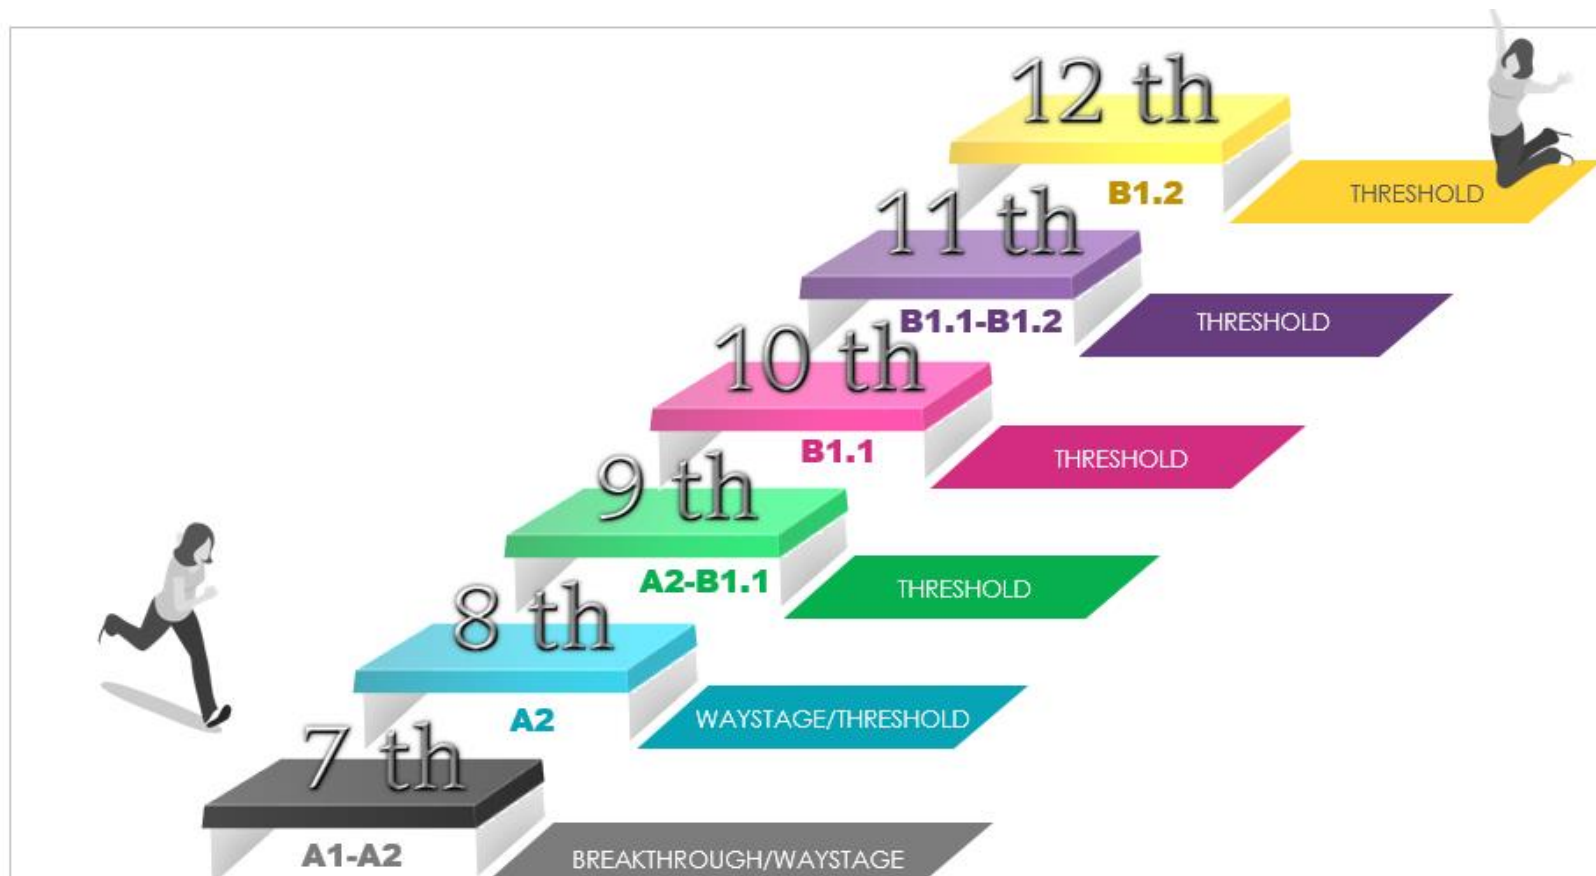 12 th
B1.2
THRESHOLD
11 th
B1.1-B1.2
THRESHOLD
10 th
B1.1
THRESHOLD
9 th
A2-B1.1
THRESHOLD
8 th
A2
WAYSTAGE/THRESHOLD
7 th
A1-A2
BREAKTHROUGH/WAYSTAGE